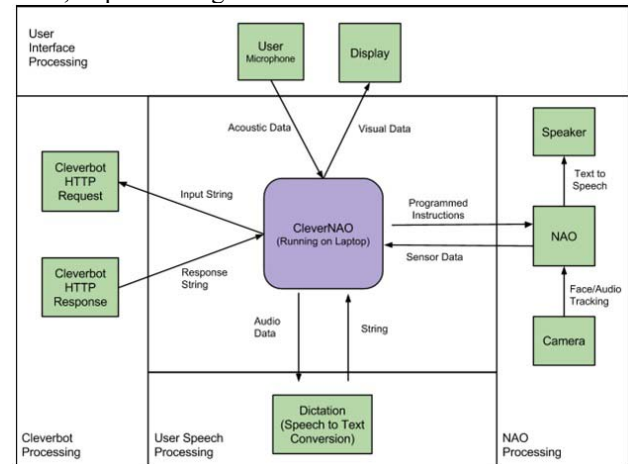 User
Interface
Processing
User
Microphone
Display
Acoustic Data
Visual Data
Cleverbot
HTTP
Request
Input String
CleverNAO
(Running on Laptop)
Cleverbot
HTTP
Response
Response
String
Programmed
Instructions
Sensor Data
Speaker
Text to
Speech
NAO
Face/Audio
Tracking
Camera
Audio
Data
String
Dictation
(Speech to Text
Conversion)
Cleverbot
Processing
User Speech
Processing
NAO
Processing